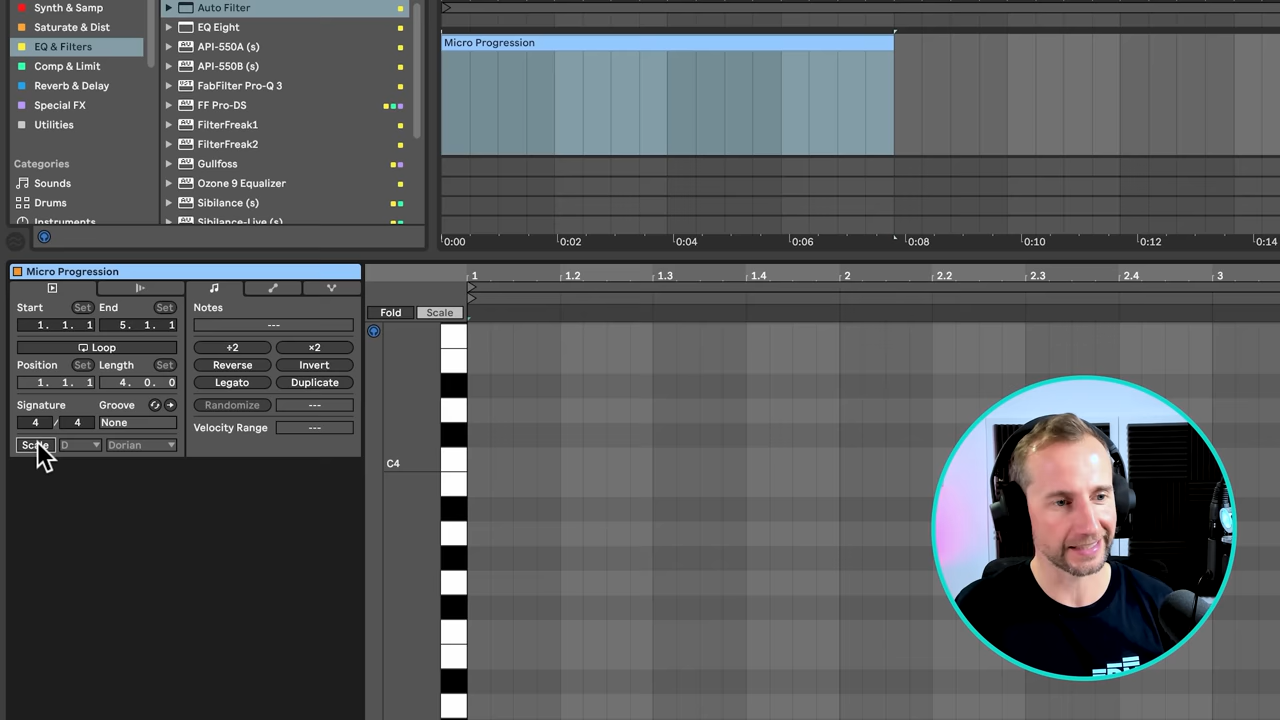 Synth & Samp
Saturate & Dist
EQ & Filters
Comp & Limit
Reverb & Delay
Special FX
Utilities
Categories
Sounds
Drums
Instruments
Auto Filter
EQ Eight
API-550A (s)
API-550B (s)
FabFilter Pro-Q 3
FF Pro-DS
FilterFreak1
FilterFreak2
Gullfoss
Ozone 9 Equalizer
Sibilance (s)
Sibilance-Live (s)
Micro Progression
0:00 0:02 0:04 0:06 0:08 0:10 0:12 0:14
Micro Progression
Start Set End Set
1. 1. 1 5. 1. 1
Loop
Position Set Length Set
1. 1. 1 4. 0. 0
Signature Groove
4 / 4 None
Scale D Dorian
Notes
---
÷2 ×2
Reverse Invert
Legato Duplicate
Randomize ---
Velocity Range ---
1 1.2 1.3 1.4 2 2.2 2.3 2.4 3
Fold Scale
C4